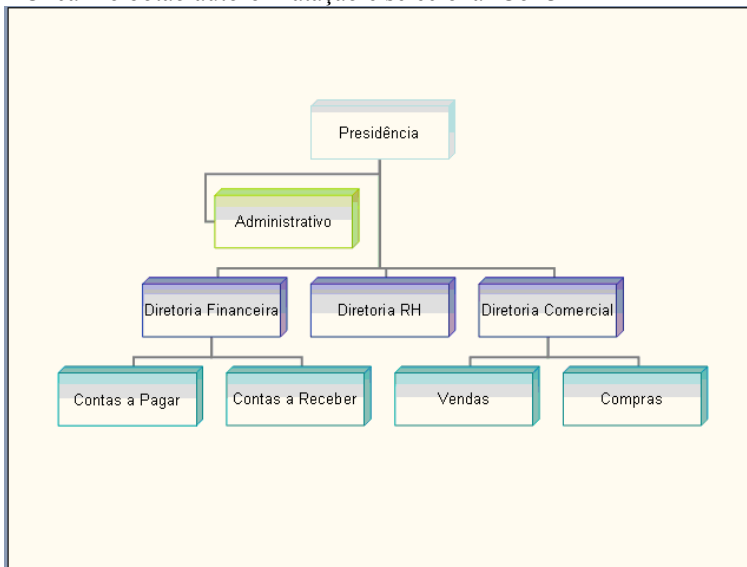 Presidência
Administrativo
Diretoria Financeira
Diretoria RH
Diretoria Comercial
Contas a Pagar
Contas a Receber
Vendas
Compras